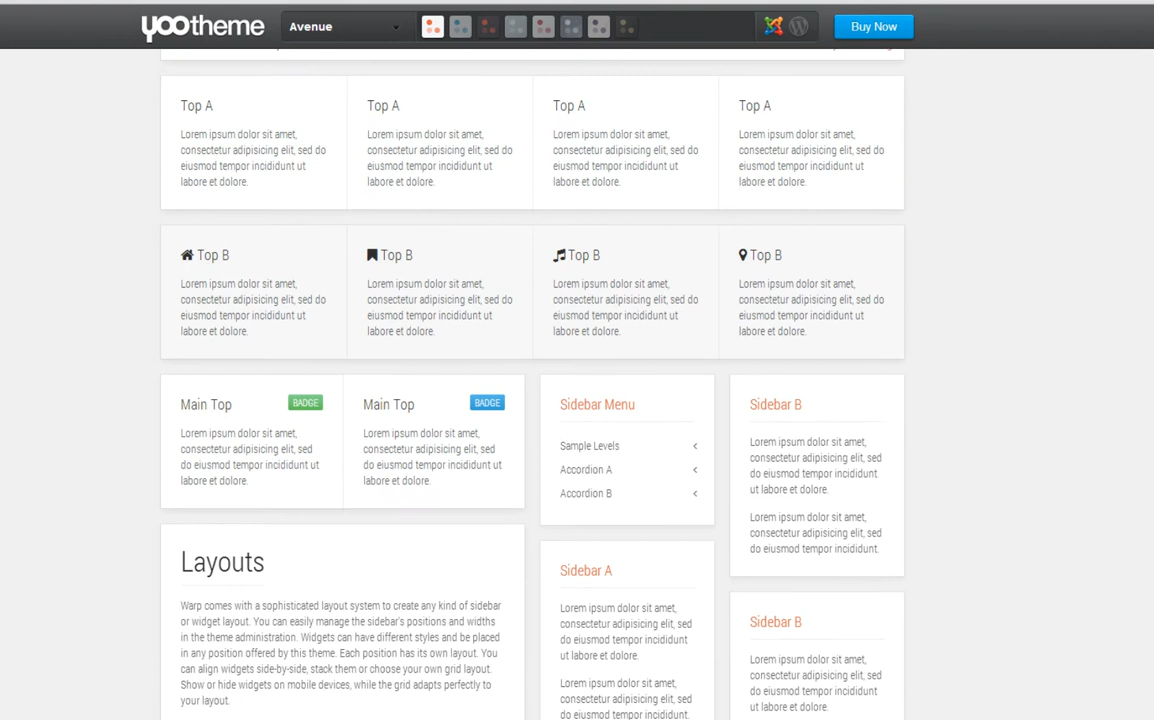 yootheme Avenue Buy Now
Top A
Lorem ipsum dolor sit amet,
consectetur adipisicing elit, sed do
eiusmod tempor incididunt ut
labore et dolore.
Top A
Lorem ipsum dolor sit amet,
consectetur adipisicing elit, sed do
eiusmod tempor incididunt ut
labore et dolore.
Top A
Lorem ipsum dolor sit amet,
consectetur adipisicing elit, sed do
eiusmod tempor incididunt ut
labore et dolore.
Top A
Lorem ipsum dolor sit amet,
consectetur adipisicing elit, sed do
eiusmod tempor incididunt ut
labore et dolore.
Top B
Lorem ipsum dolor sit amet,
consectetur adipisicing elit, sed do
eiusmod tempor incididunt ut
labore et dolore.
Top B
Lorem ipsum dolor sit amet,
consectetur adipisicing elit, sed do
eiusmod tempor incididunt ut
labore et dolore.
Top B
Lorem ipsum dolor sit amet,
consectetur adipisicing elit, sed do
eiusmod tempor incididunt ut
labore et dolore.
Top B
Lorem ipsum dolor sit amet,
consectetur adipisicing elit, sed do
eiusmod tempor incididunt ut
labore et dolore.
Main Top BADGE
Lorem ipsum dolor sit amet,
consectetur adipisicing elit, sed
do eiusmod tempor incididunt ut
labore et dolore.
Main Top BADGE
Lorem ipsum dolor sit amet,
consectetur adipisicing elit, sed
do eiusmod tempor incididunt ut
labore et dolore.
Layouts
Warp comes with a sophisticated layout system to create any kind of sidebar
or widget layout. You can easily manage the sidebar's positions and widths
in the theme administration. Widgets can have different styles and be placed
in any position offered by this theme. Each position has its own layout. You
can align widgets side-by-side, stack them or choose your own grid layout.
Show or hide widgets on mobile devices, while the grid adapts perfectly to
your layout.
Sidebar Menu
Sample Levels
Accordion A
Accordion B
Sidebar A
Lorem ipsum dolor sit amet,
consectetur adipisicing elit, sed
do eiusmod tempor incididunt
ut labore et dolore.
Lorem ipsum dolor sit amet,
consectetur adipisicing elit, sed
do eiusmod tempor incididunt
Sidebar B
Lorem ipsum dolor sit amet,
consectetur adipisicing elit, sed
do eiusmod tempor incididunt
ut labore et dolore.
Lorem ipsum dolor sit amet,
consectetur adipisicing elit, sed
do eiusmod tempor incididunt.
Sidebar B
Lorem ipsum dolor sit amet,
consectetur adipisicing elit, sed
do eiusmod tempor incididunt
ut labore et dolore.